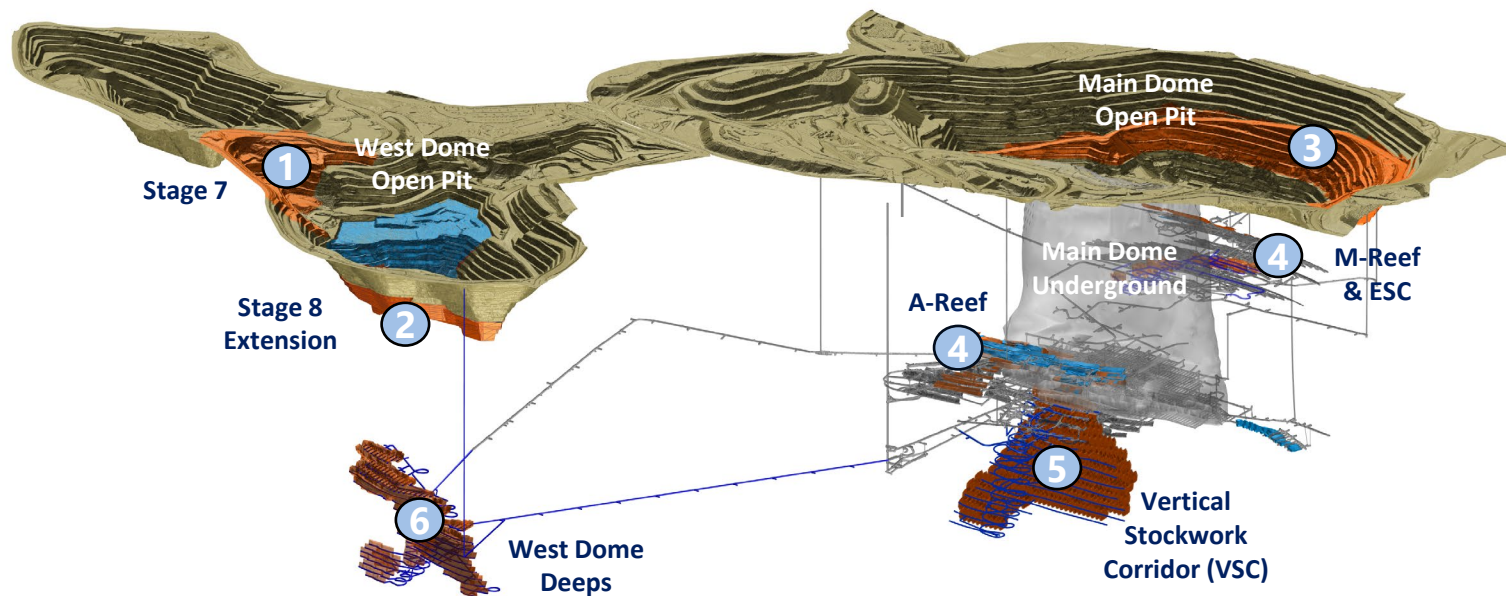 Main Dome
Open Pit
3
1
West Dome
Open Pit
Stage 7
4
M-Reef
& ESC
Main Dome
Underground
A-Reef
4
Stage 8
Extension
2
5
Vertical
Stockwork
Corridor (VSC)
6
West Dome
Deeps